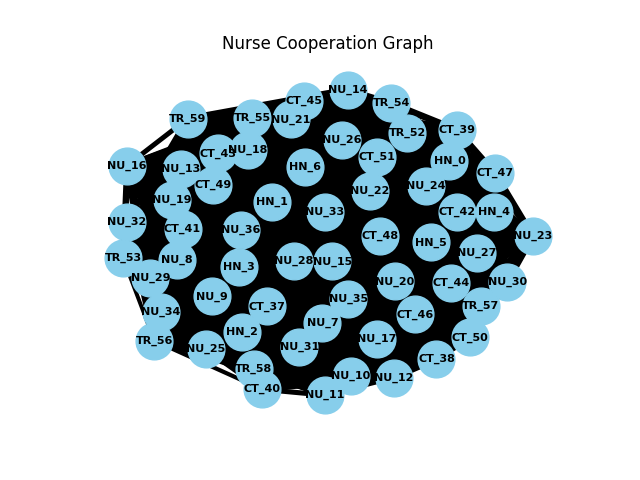 Nurse Cooperation Graph
NU_14
CT_45
TR_54
TR_59
TR_55
NU_21
CT_39
TR_52
NU_26
NU_18
CT_43
CT_51
HN_0
NU_16
NU_13
HN_6
CT_47
CT_49
NU_24
NU_22
NU_19
HN_1
NU_33
CT_42
HN_4
NU_32
CT_41
NU_36
CT_48
HN_5
NU_23
TR_53
NU_8
HN_3
NU_28
NU_15
NU_27
NU_29
NU_20
CT_44
NU_30
NU_9
CT_37
NU_35
TR_57
NU_34
CT_46
NU_7
HN_2
TR_56
NU_25
NU_31
NU_17
CT_50
CT_38
TR_58
NU_10
NU_12
CT_40
NU_11